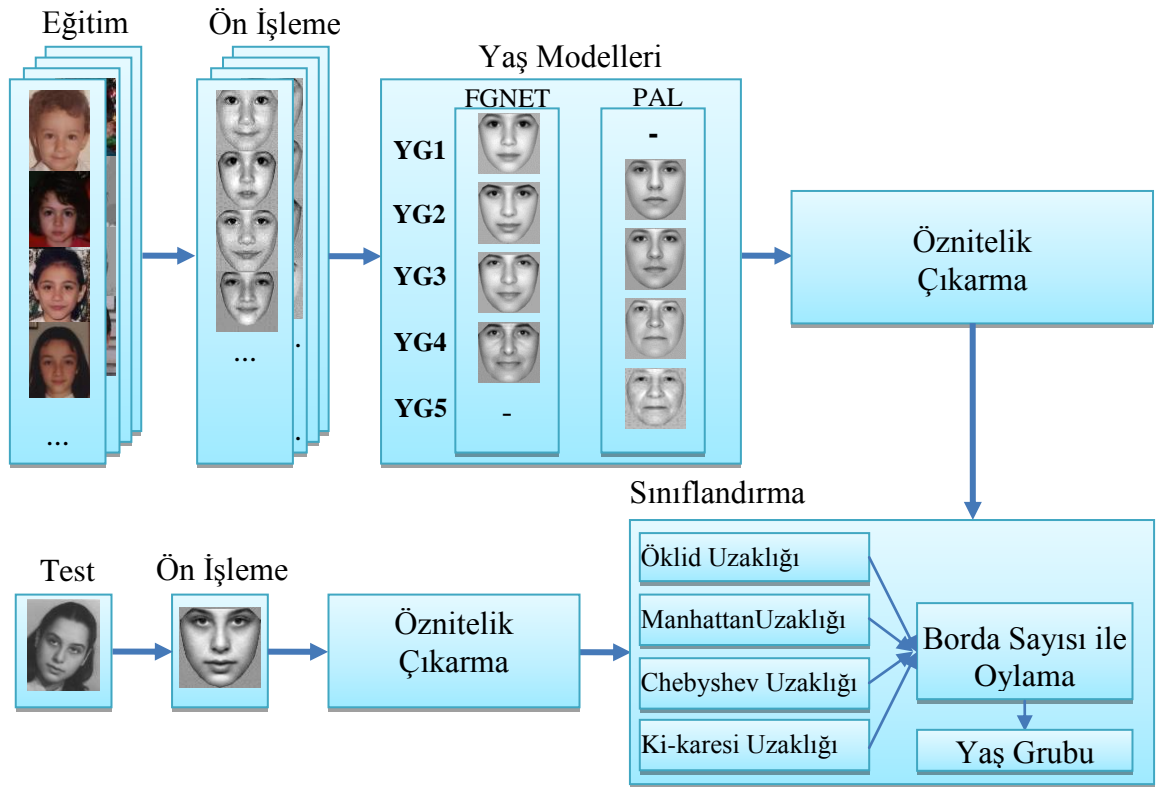 Eğitim
Ön İşleme
Yaş Modelleri
FGNET
PAL
YG1
-
YG2
YG3
YG4
YG5
-
...
...
.
.
Öznitelik
Çıkarma
Sınıflandırma
Test
Ön İşleme
Öznitelik
Çıkarma
Öklid Uzaklığı
ManhattanUzaklığı
Chebyshev Uzaklığı
Ki-karesi Uzaklığı
Borda Sayısı ile
Oylama
Yaş Grubu